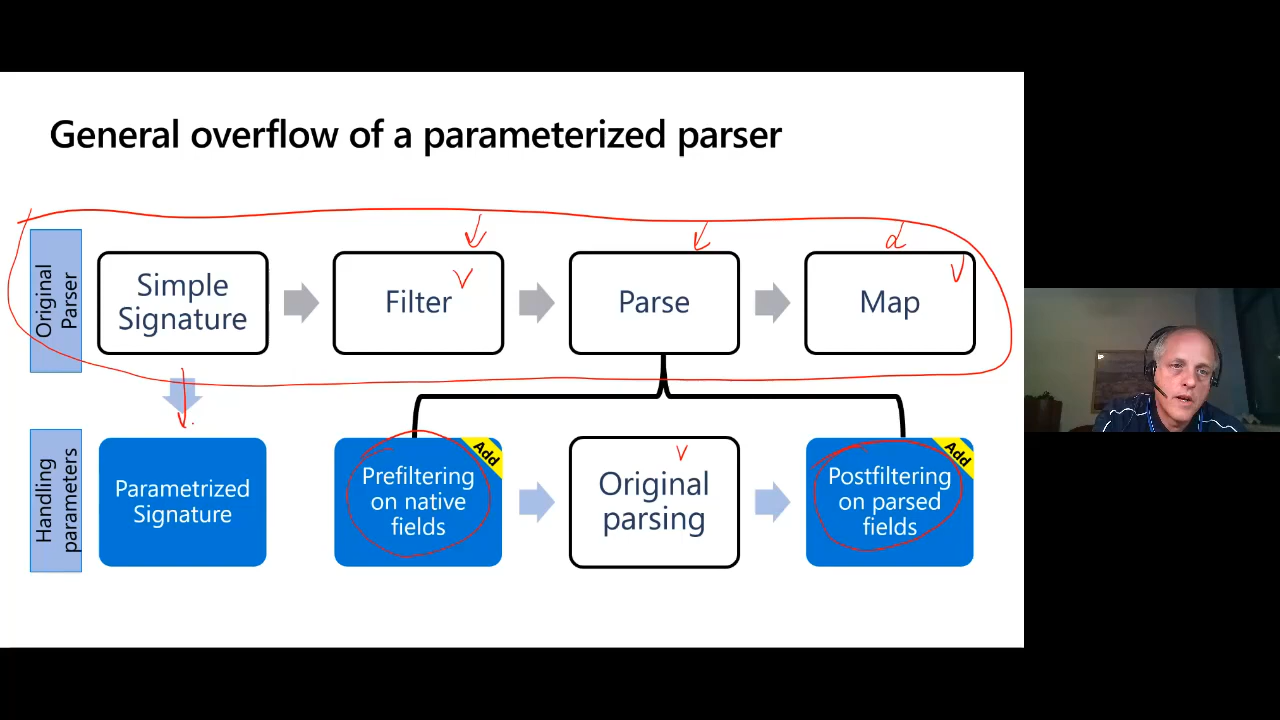 General overflow of a parameterized parser
Original
Parser
Simple
Signature
Filter
Parse
Map
Handling
parameters
Parametrized
Signature
Add
Prefiltering
on native
fields
Original
parsing
Add
Postfiltering
on parsed
fields